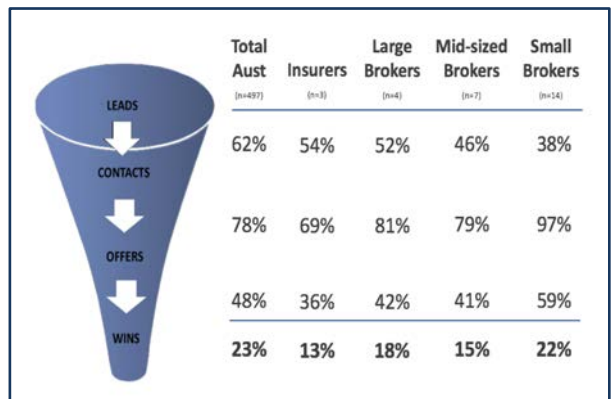 Total Aust Insurers Large Brokers Mid-sized Brokers Small Brokers
(n=497) (n=3) (n=4) (n=7) (n=14)
LEADS
62% 54% 52% 46% 38%
CONTACTS
78% 69% 81% 79% 97%
OFFERS
48% 36% 42% 41% 59%
WINS
23% 13% 18% 15% 22%